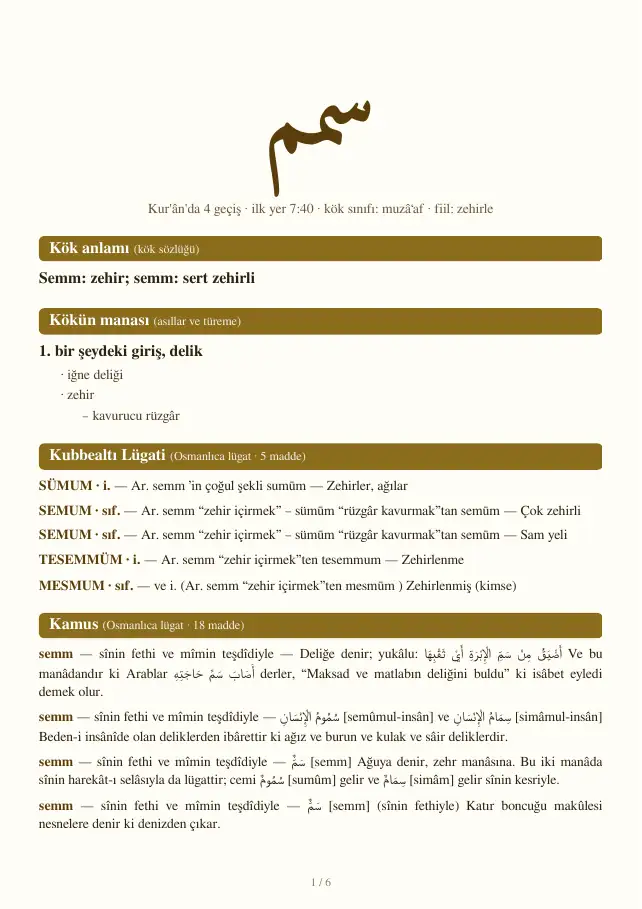 سمم
Kur'ân'da 4 geçiş · ilk yer 7:40 · kök sınıfı: muzâ'af · fiil: zehirle
Kök anlamı (kök sözlüğü)
Semm: zehir; semm: sert zehirli
Kökün manası (asıllar ve türeme)
1. bir şeydeki giriş, delik
· iğne deliği
· zehir
– kavurucu rüzgâr
Kubbealtı Lügati (Osmanlıca lügat · 5 madde)
SÜMUM · i. — Ar. semm 'in çoğul şekli sumūm — Zehirler, ağılar
SEMUM · sıf. — Ar. semm “zehir içirmek” – sümūm “rüzgâr kavurmak”tan semūm — Çok zehirli
SEMUM · sıf. — Ar. semm “zehir içirmek” – sümūm “rüzgâr kavurmak”tan semūm — Sam yeli
TESEMMÜM · i. — Ar. semm “zehir içirmek”ten tesemmum — Zehirlenme
MESMUM · sıf. — ve i. (Ar. semm “zehir içirmek”ten mesmūm ) Zehirlenmiş (kimse)
Kamus (Osmanlıca lügat · 18 madde)
semm — sînin fethi ve mîmin teşdîdiyle — Deliğe denir; yukâlu: أَضْيَقُ مِنْ سَمِّ الْإِبْرَةِ أَيْ ثَقْبِهَا Ve bu
manâdandır ki Arablar أَصَابَ سَمَّ حَاجَتِهِ derler, “Maksad ve matlabın deliğini buldu” ki isâbet eyledi
demek olur.
semm — sînin fethi ve mîmin teşdîdiyle — سُمُومُ الْإِنْسَانِ [semûmul-insân] ve سِمَامُ الْإِنْسَانِ [simâmul-insân]
Beden-i insânîde olan deliklerden ibârettir ki ağız ve burun ve kulak ve sâir deliklerdir.
semm — sînin fethi ve mîmin teşdîdiyle — سَمٌّ [semm] Ağuya denir, zehr manâsına. Bu iki manâda
sînin harekât-ı selâsıyla da lügattir; cemi سُمُومٌ [sumûm] gelir ve سِمَامٌ [simâm] gelir sînin kesriyle.
semm — sînin fethi ve mîmin teşdîdiyle — سَمٌّ [semm] (sînin fethiyle) Katır boncuğu makûlesi
nesnelere denir ki denizden çıkar.
1 / 6